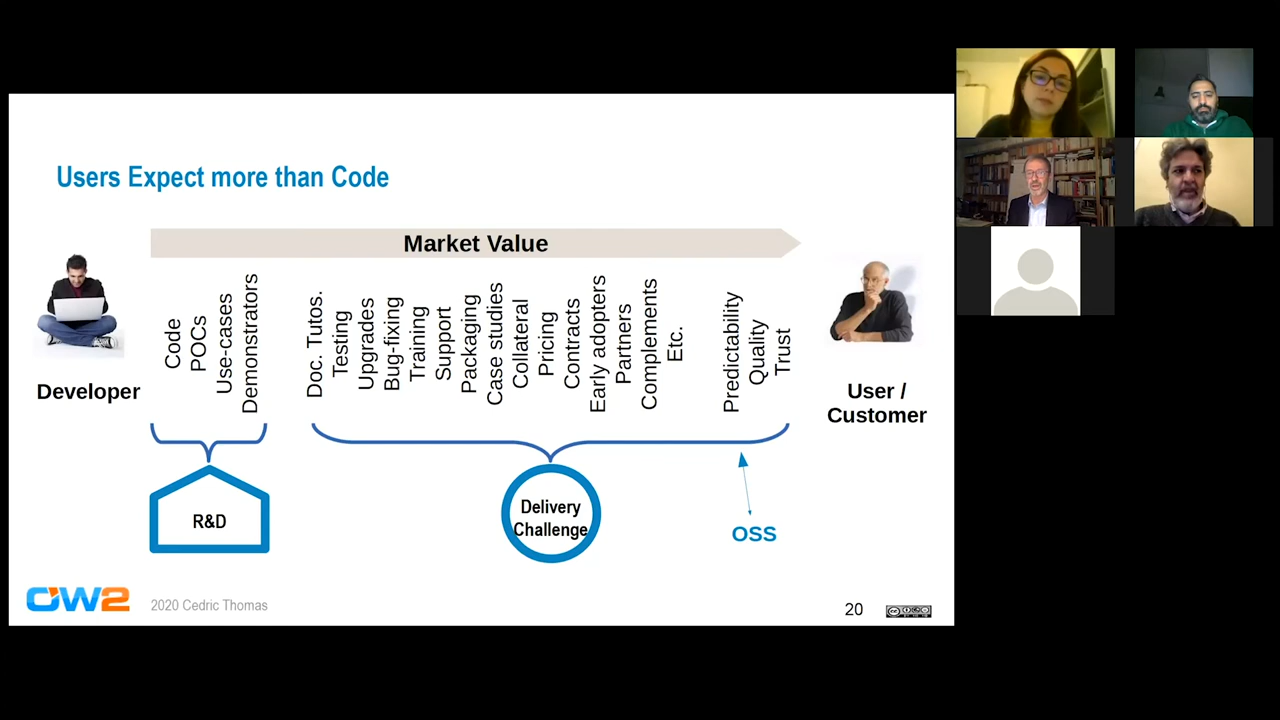 Users Expect more than Code
Market Value
Developer
Code
POCs
Use-cases
Demonstrators
Doc. Tutos.
Testing
Upgrades
Bug-fixing
Training
Support
Packaging
Case studies
Collateral
Pricing
Contracts
Early adopters
Partners
Complements
Etc.
Predictability
Quality
Trust
User /
Customer
R&D
Delivery
Challenge
OSS
OW2
2020 Cedric Thomas
20